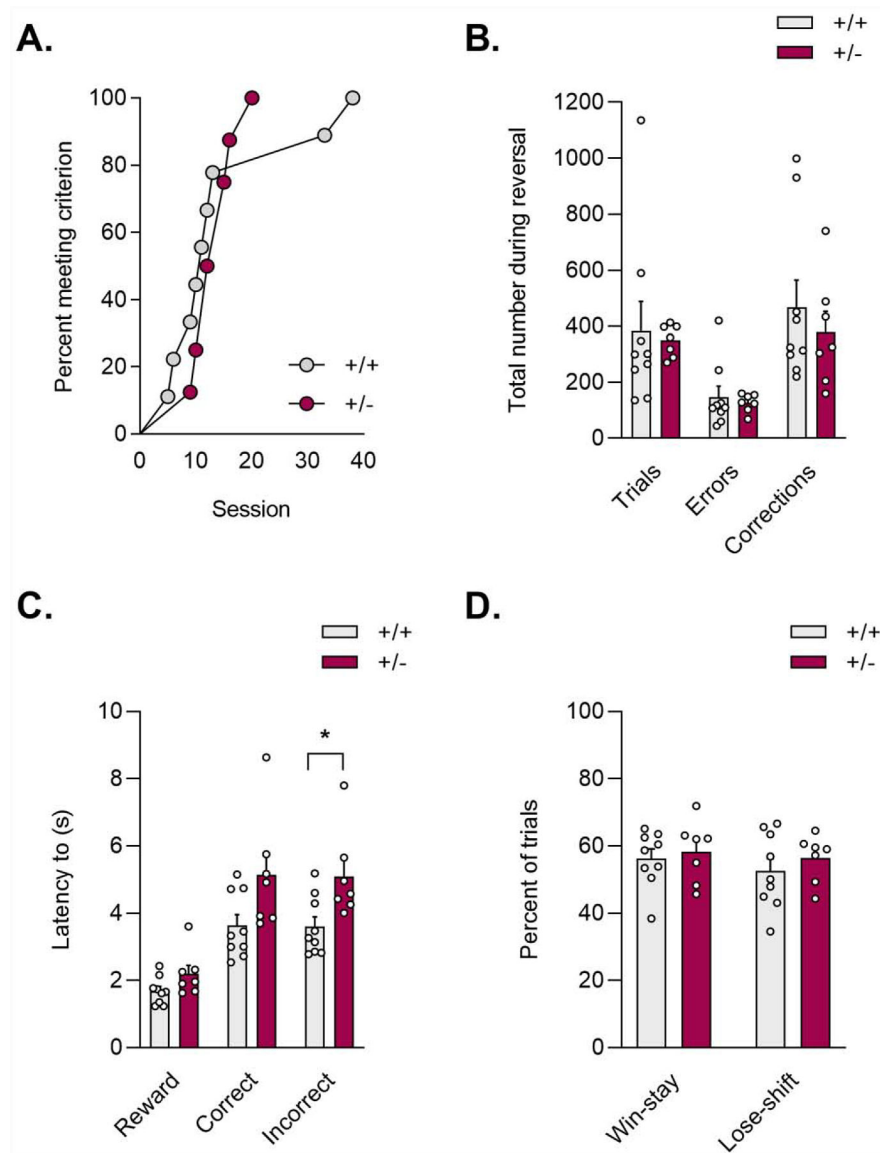 A.
Percent meeting criterion
100
80
60
40
20
0
0 10 20 30 40
Session
+/+
+/-
B.
+/+
+/-
Total number during reversal
1200
1000
800
600
400
200
0
Trials
Errors
Corrections
C.
+/+
+/-
Latency to (s)
10
8
6
4
2
0
*
Reward
Correct
Incorrect
D.
+/+
+/-
Percent of trials
100
80
60
40
20
0
Win-stay
Lose-shift